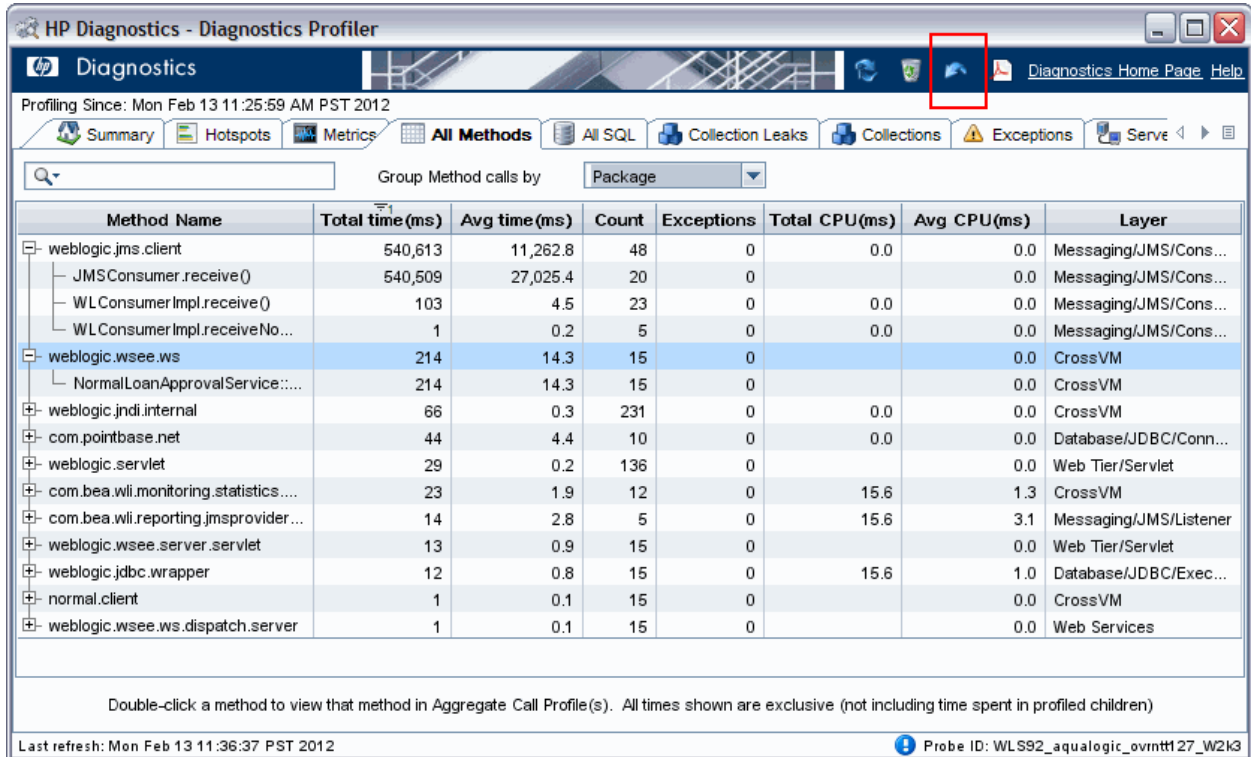 HP Diagnostics - Diagnostics Profiler
hp Diagnostics Diagnostics Home Page Help
Profiling Since: Mon Feb 13 11:25:59 AM PST 2012
Summary Hotspots Metrics All Methods All SQL Collection Leaks Collections Exceptions Serve
Group Method calls by Package
Method Name Total time(ms) 1 Avg time(ms) Count Exceptions Total CPU(ms) Avg CPU(ms) Layer
weblogic.jms.client 540,613 11,262.8 48 0 0.0 0.0 Messaging/JMS/Cons...
JMSConsumer.receive() 540,509 27,025.4 20 0 0.0 Messaging/JMS/Cons...
WLConsumerImpl.receive() 103 4.5 23 0 0.0 0.0 Messaging/JMS/Cons...
WLConsumerImpl.receiveNo... 1 0.2 5 0 0.0 0.0 Messaging/JMS/Cons...
weblogic.wsee.ws 214 14.3 15 0 0.0 CrossVM
NormalLoanApprovalService::... 214 14.3 15 0 0.0 CrossVM
weblogic.jndi.internal 66 0.3 231 0 0.0 0.0 CrossVM
com.pointbase.net 44 4.4 10 0 0.0 0.0 Database/JDBC/Conn...
weblogic.servlet 29 0.2 136 0 0.0 Web Tier/Servlet
com.bea.wli.monitoring.statistics.... 23 1.9 12 0 15.6 1.3 CrossVM
com.bea.wli.reporting.jmsprovider... 14 2.8 5 0 15.6 3.1 Messaging/JMS/Listener
weblogic.wsee.server.servlet 13 0.9 15 0 0.0 Web Tier/Servlet
weblogic.jdbc.wrapper 12 0.8 15 0 15.6 1.0 Database/JDBC/Exec...
normal.client 1 0.1 15 0 0.0 CrossVM
weblogic.wsee.ws.dispatch.server 1 0.1 15 0 0.0 Web Services
Double-click a method to view that method in Aggregate Call Profile(s). All times shown are exclusive (not including time spent in profiled children)
Last refresh: Mon Feb 13 11:36:37 PST 2012 Probe ID: WLS92_aqualogic_ovrntt127_W2k3